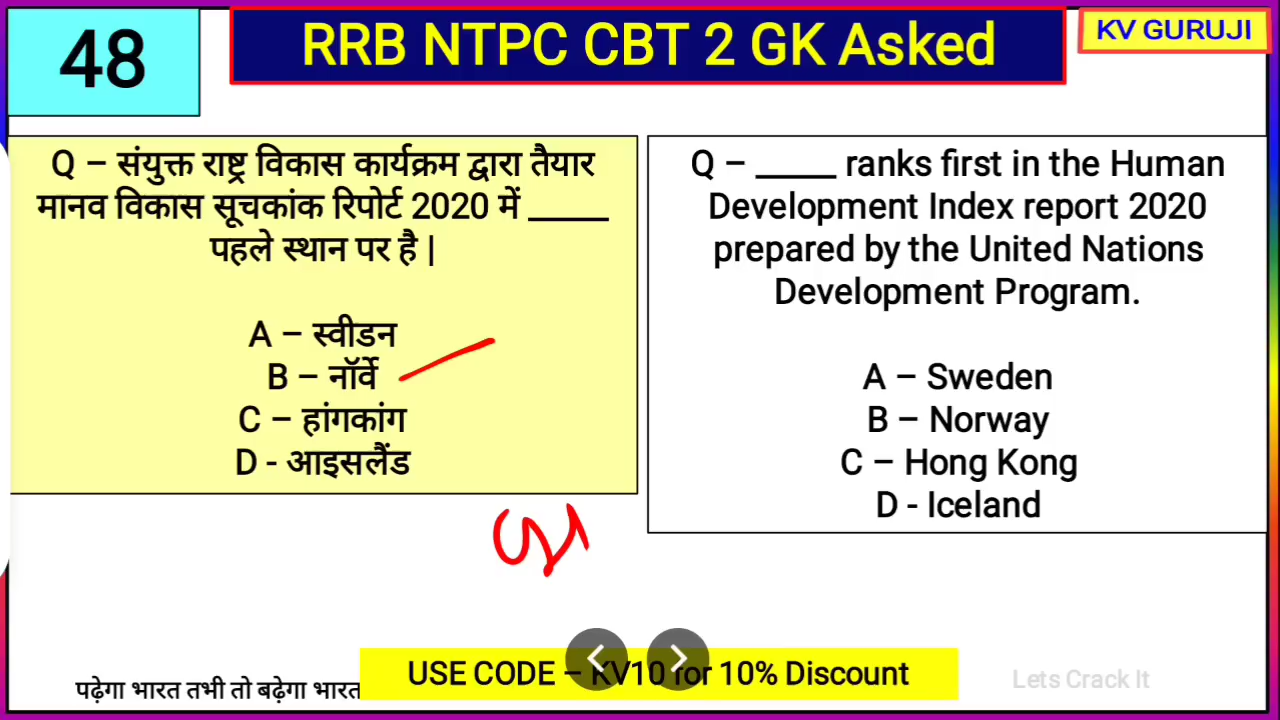 48
RRB NTPC CBT 2 GK Asked
KV GURUJI
Q – संयुक्त राष्ट्र विकास कार्यक्रम द्वारा तैयार
मानव विकास सूचकांक रिपोर्ट 2020 में _____
पहले स्थान पर है |
A – स्वीडन
B – नॉर्वे
C – हांगकांग
D - आइसलैंड
Q – _____ ranks first in the Human
Development Index report 2020
prepared by the United Nations
Development Program.
A – Sweden
B – Norway
C – Hong Kong
D - Iceland
USE CODE – KV10 for 10% Discount
पढ़ेगा भारत तभी तो बढ़ेगा भारत
Lets Crack It